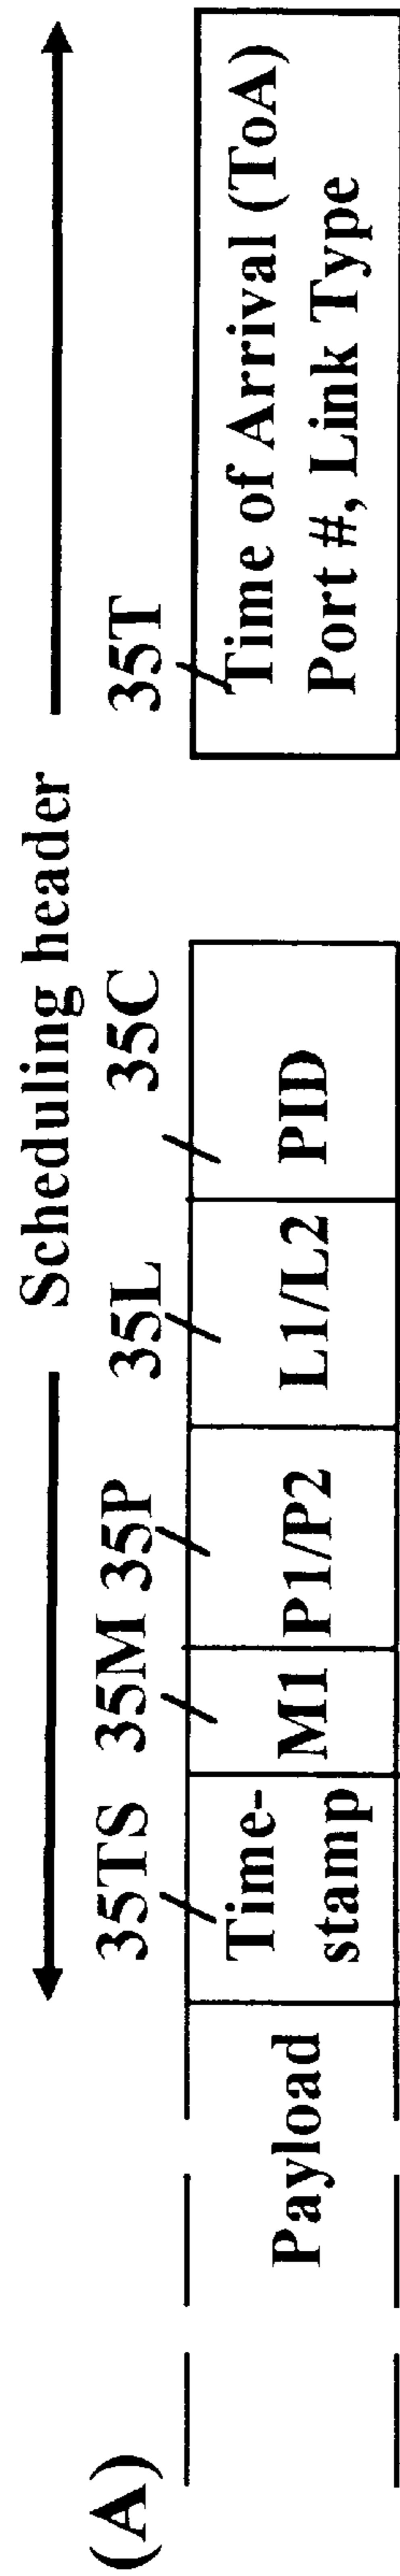 (A)
Scheduling header
35TS 35M 35P 35L 35C 35T
Payload
Time-
stamp
M1
P1/P2
L1/L2
PID
Time of Arrival (ToA)
Port #, Link Type